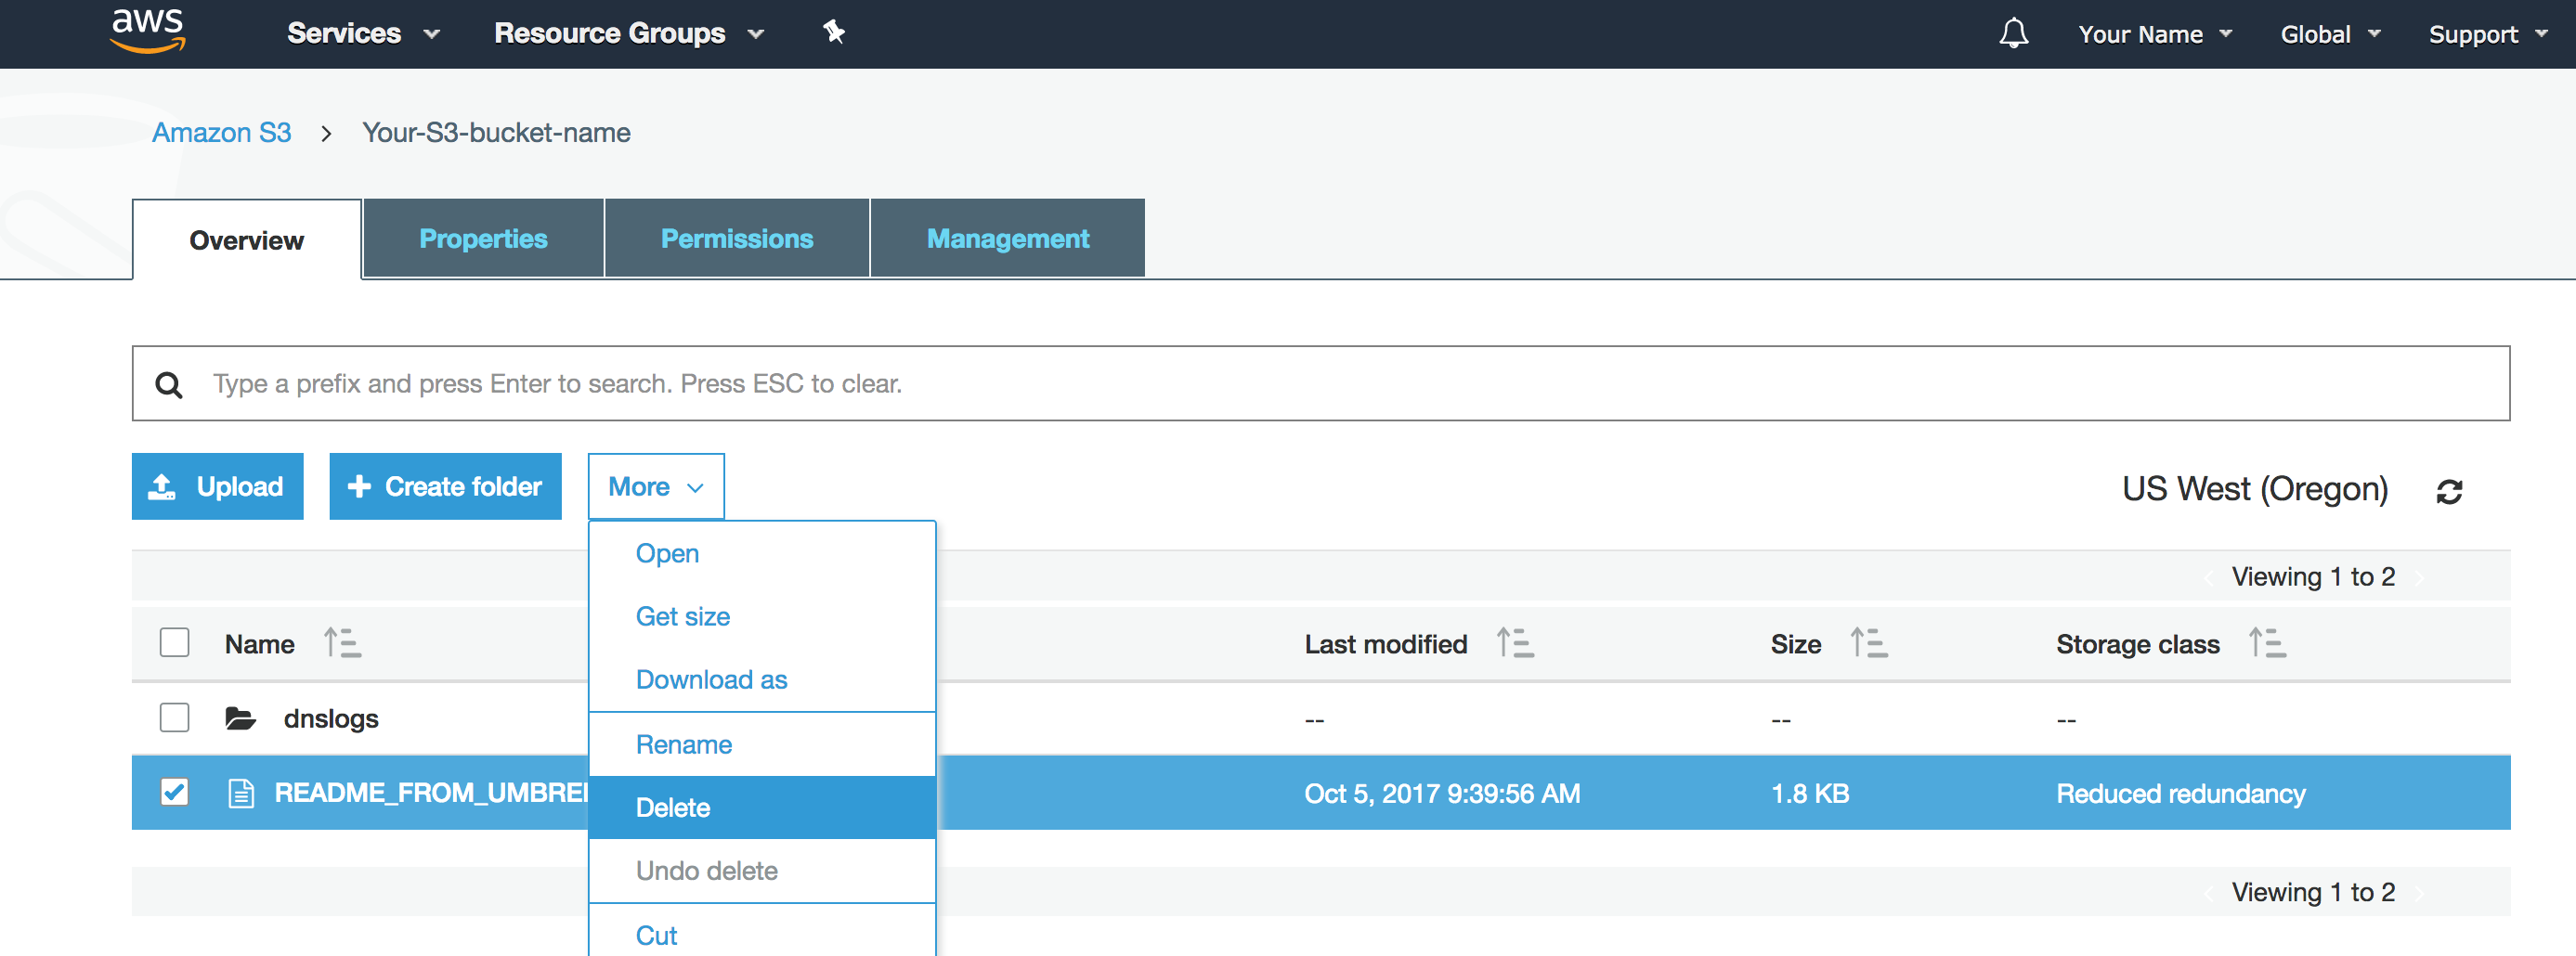 aws Services Resource Groups Your Name Global Support
Amazon S3 > Your-S3-bucket-name
Overview Properties Permissions Management
Type a prefix and press Enter to search. Press ESC to clear.
Upload + Create folder More US West (Oregon)
Open
Viewing 1 to 2
Get size
Name Last modified Size Storage class
Download as
dnslogs -- -- --
Rename
README_FROM_UMBRE Oct 5, 2017 9:39:56 AM 1.8 KB Reduced redundancy
Delete
Undo delete
Viewing 1 to 2
Cut